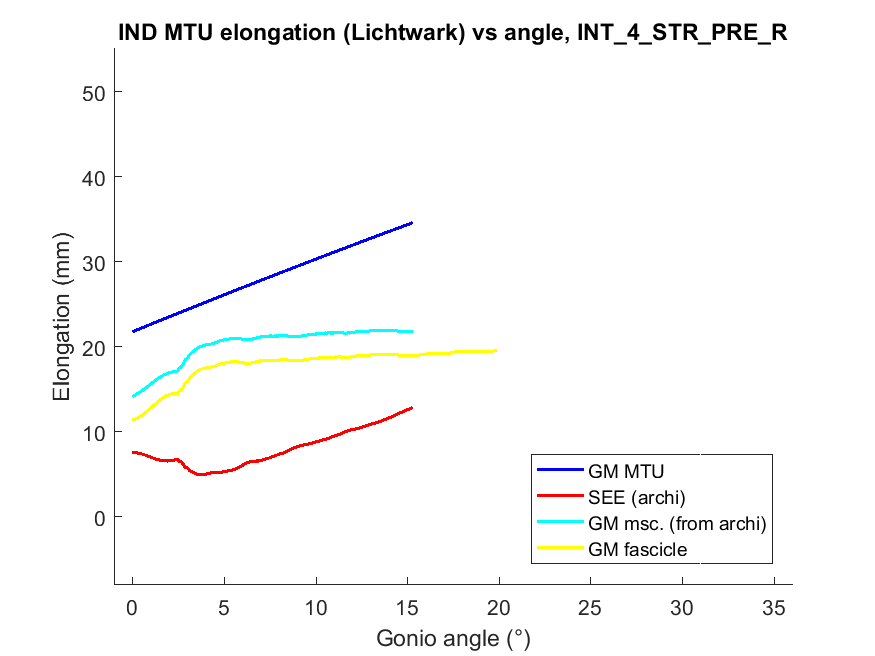 IND MTU elongation (Lichtwark) vs angle, INT_4_STR_PRE_R
50
40
30
20
10
0
Elongation (mm)
0 5 10 15 20 25 30 35
Gonio angle (°)
GM MTU
SEE (archi)
GM msc. (from archi)
GM fascicle